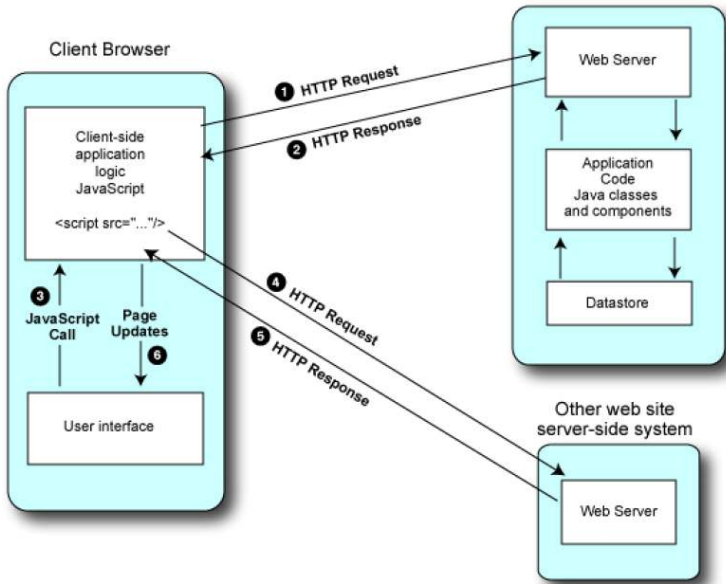 Client Browser
Client-side
application
logic
JavaScript
<script src="..."/>
3
JavaScript
Call
Page
Updates
6
User interface
1 HTTP Request
2 HTTP Response
4 HTTP Request
5 HTTP Response
Web Server
Application
Code
Java classes
and components
Datastore
Other web site
server-side system
Web Server